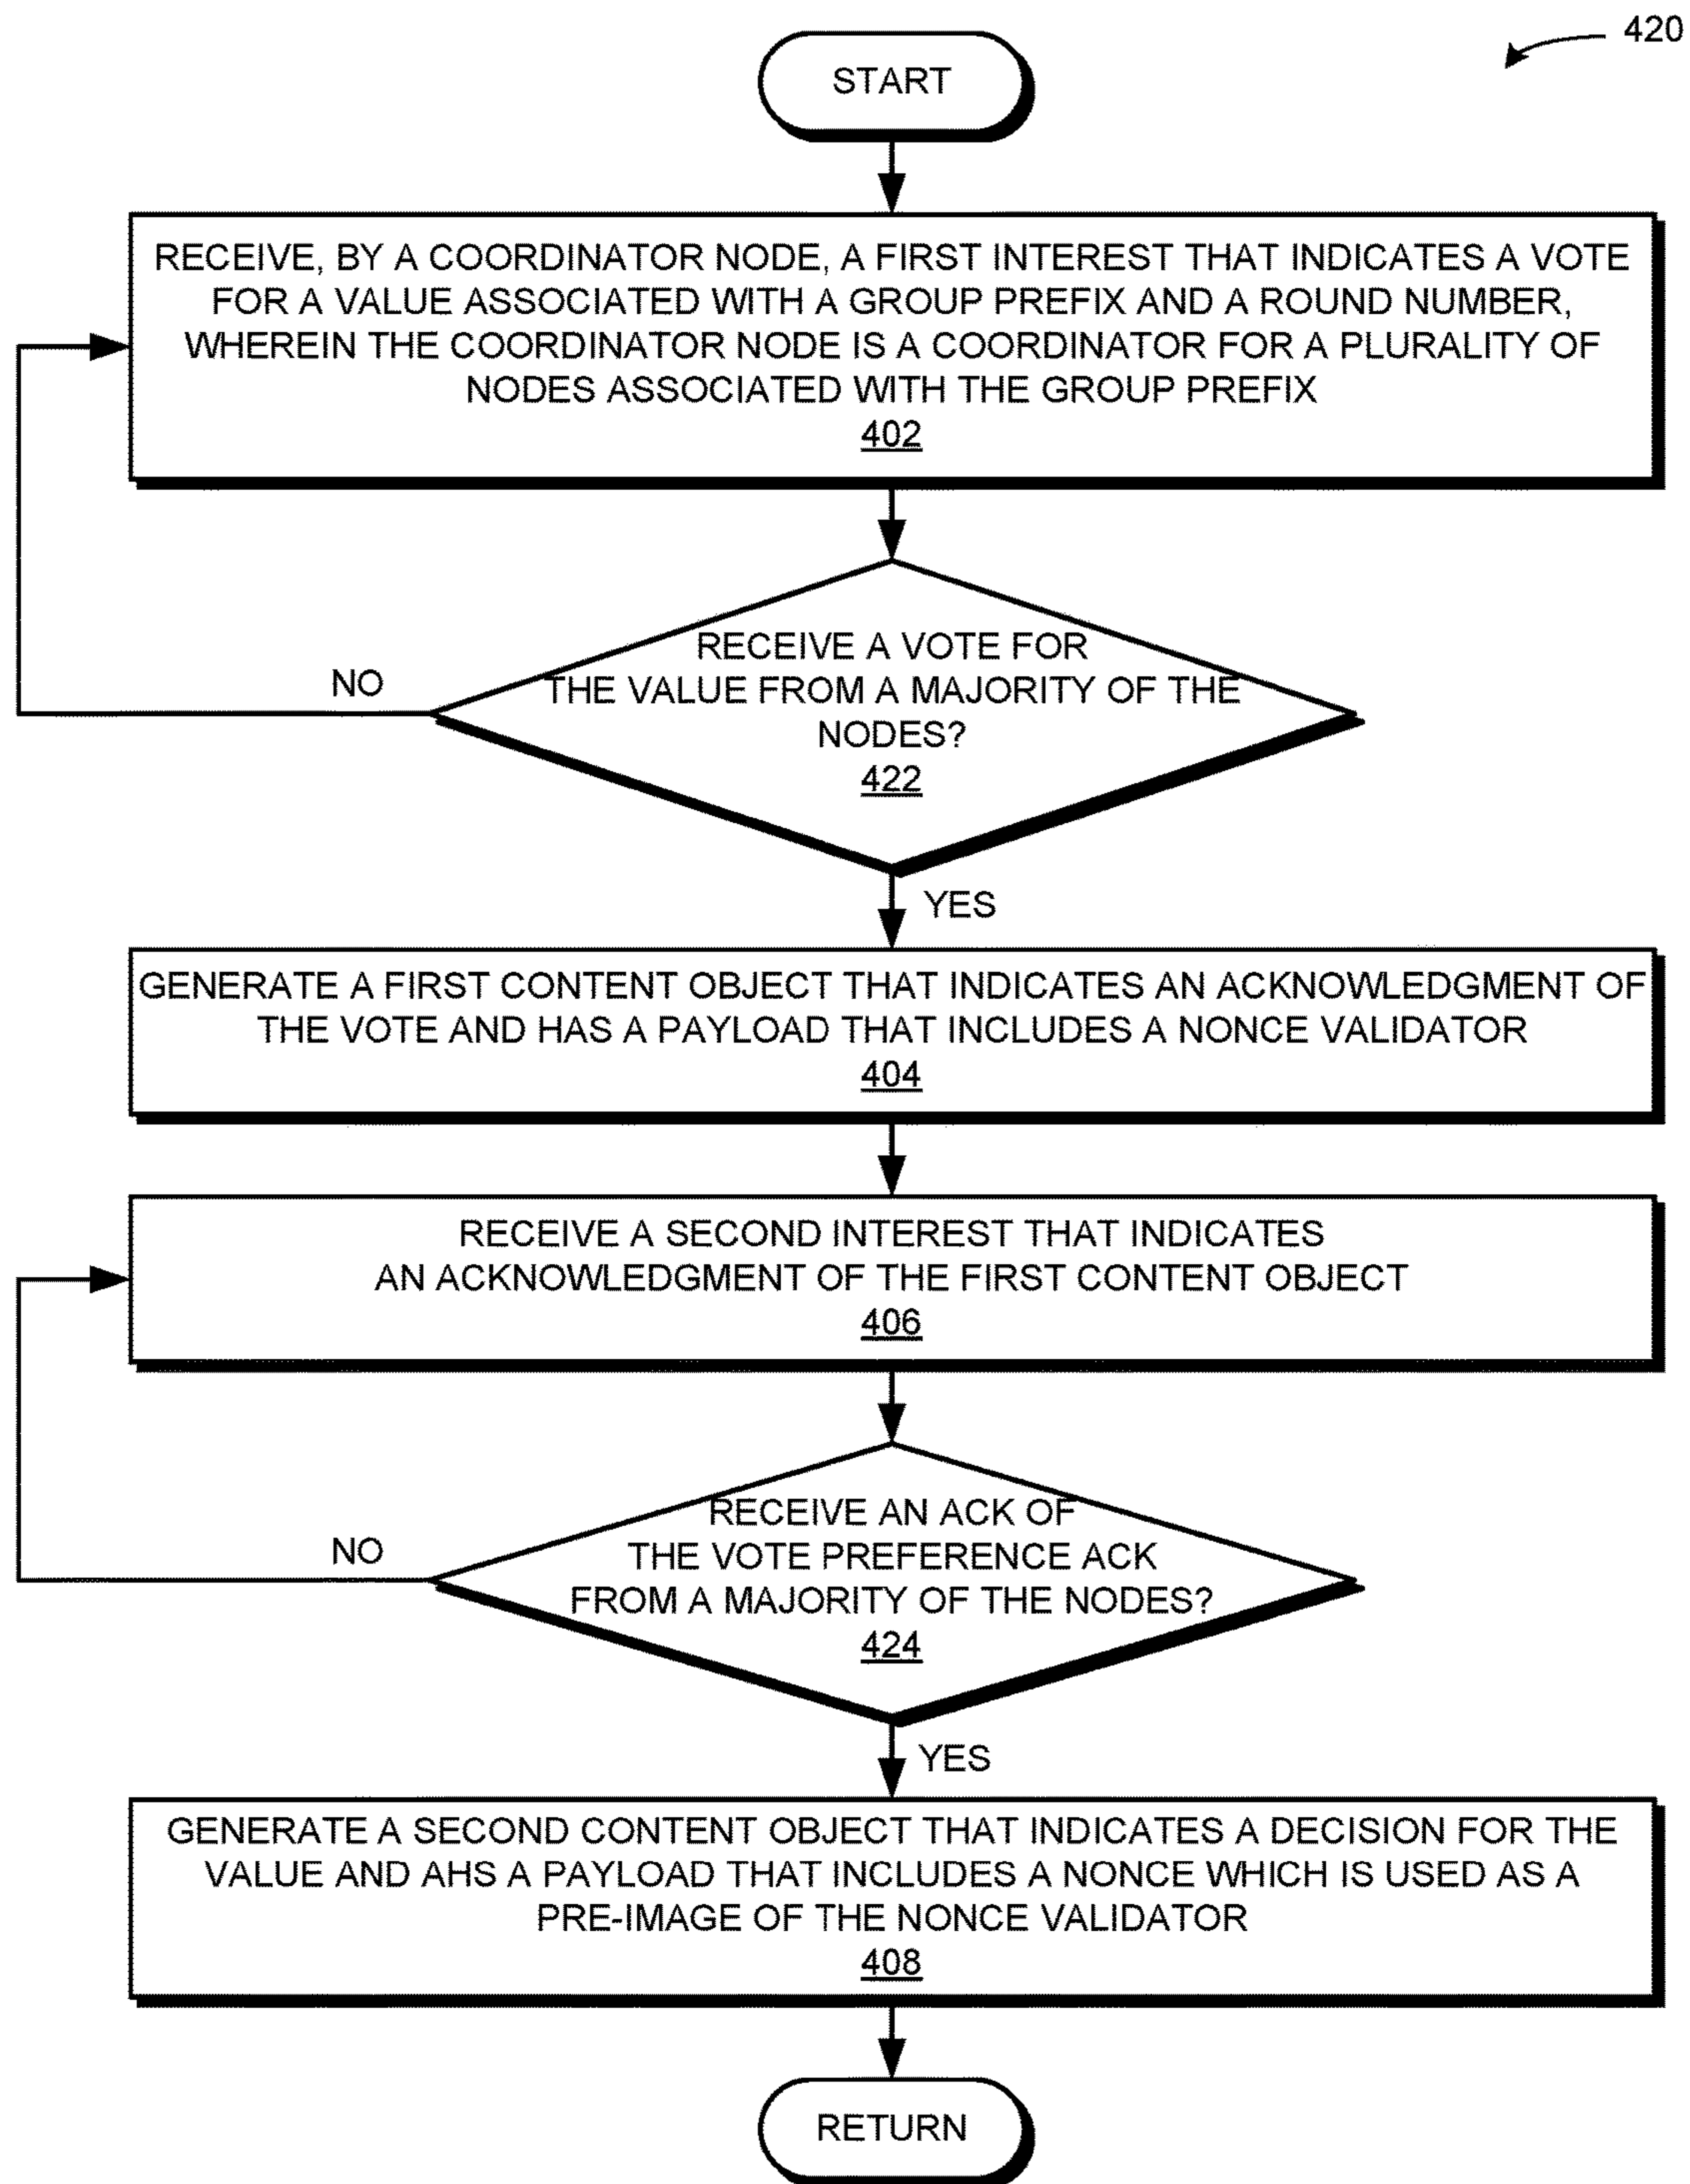 420
START
RECEIVE, BY A COORDINATOR NODE, A FIRST INTEREST THAT INDICATES A VOTE
FOR A VALUE ASSOCIATED WITH A GROUP PREFIX AND A ROUND NUMBER,
WHEREIN THE COORDINATOR NODE IS A COORDINATOR FOR A PLURALITY OF
NODES ASSOCIATED WITH THE GROUP PREFIX
402
RECEIVE A VOTE FOR
THE VALUE FROM A MAJORITY OF THE
NODES?
422
NO
YES
GENERATE A FIRST CONTENT OBJECT THAT INDICATES AN ACKNOWLEDGMENT OF
THE VOTE AND HAS A PAYLOAD THAT INCLUDES A NONCE VALIDATOR
404
RECEIVE A SECOND INTEREST THAT INDICATES
AN ACKNOWLEDGMENT OF THE FIRST CONTENT OBJECT
406
RECEIVE AN ACK OF
THE VOTE PREFERENCE ACK
FROM A MAJORITY OF THE NODES?
424
NO
YES
GENERATE A SECOND CONTENT OBJECT THAT INDICATES A DECISION FOR THE
VALUE AND AHS A PAYLOAD THAT INCLUDES A NONCE WHICH IS USED AS A
PRE-IMAGE OF THE NONCE VALIDATOR
408
RETURN